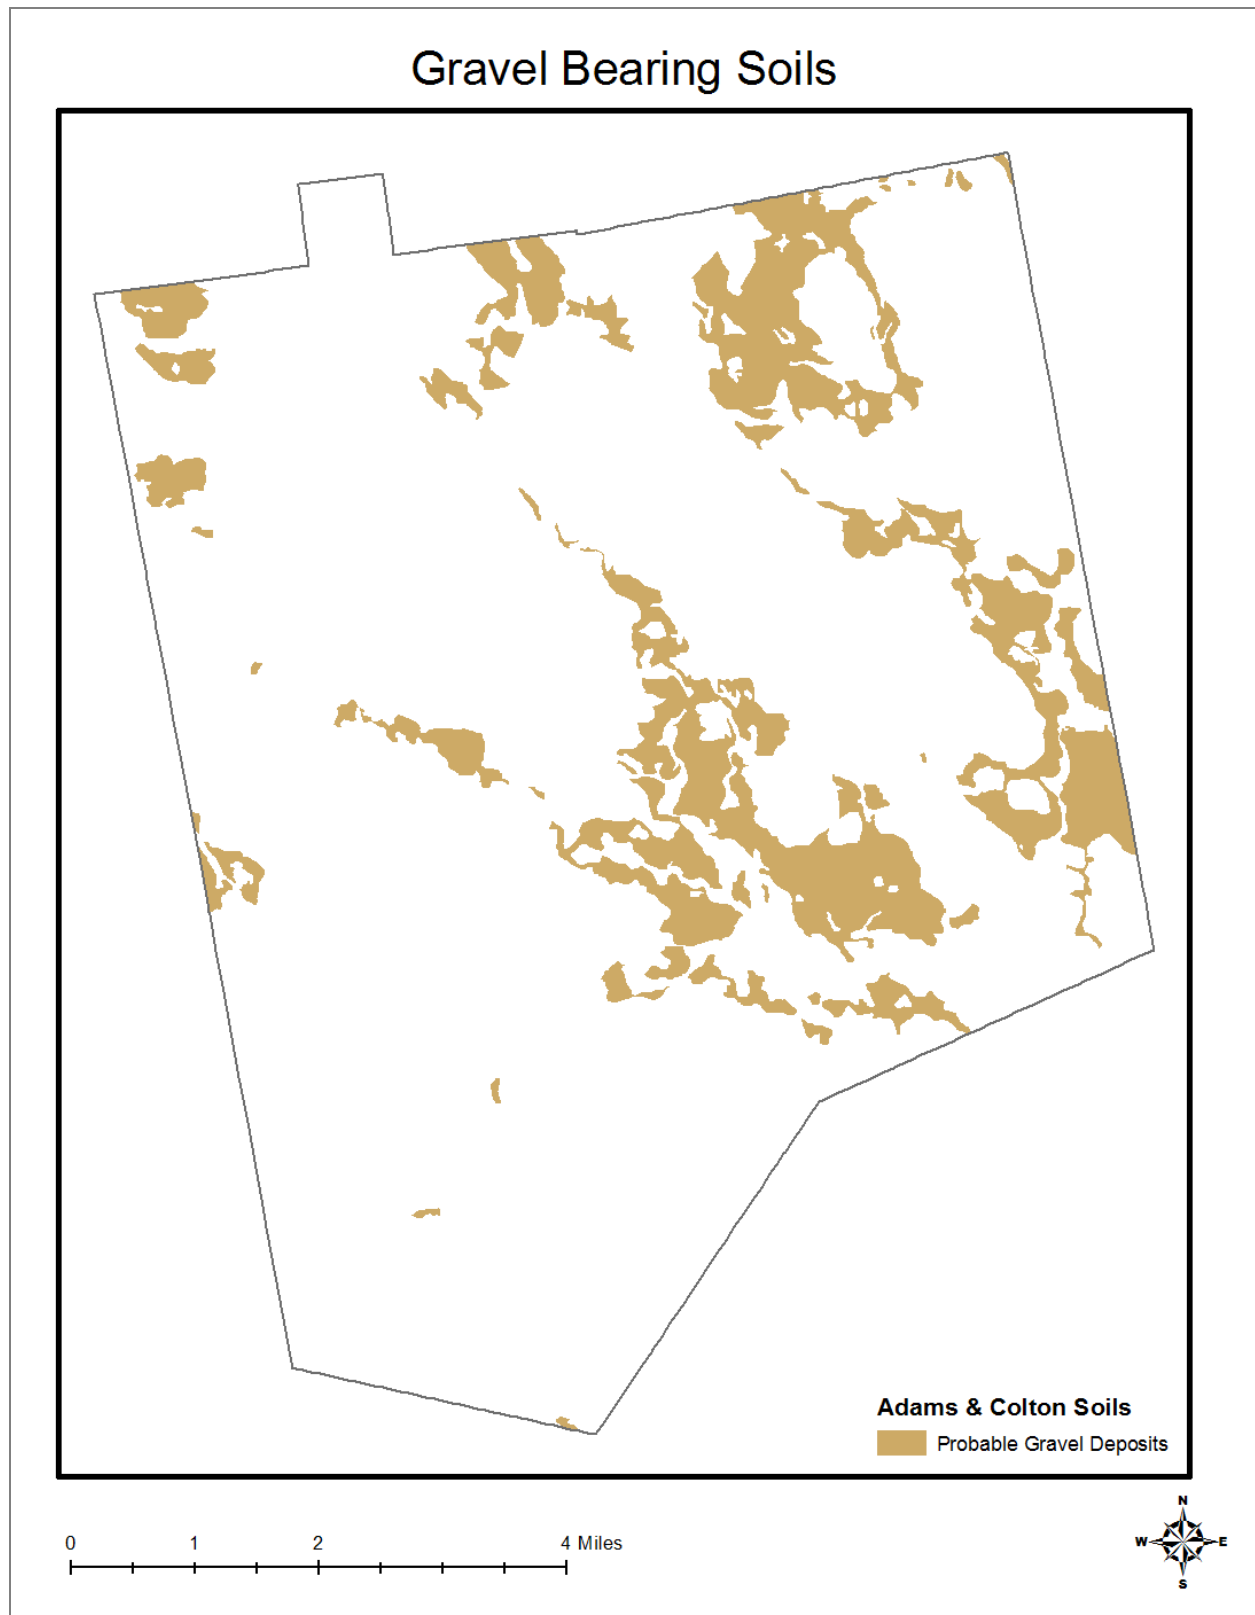 Gravel Bearing Soils
Adams & Colton Soils
Probable Gravel Deposits
0 1 2 4 Miles
N
W E
S